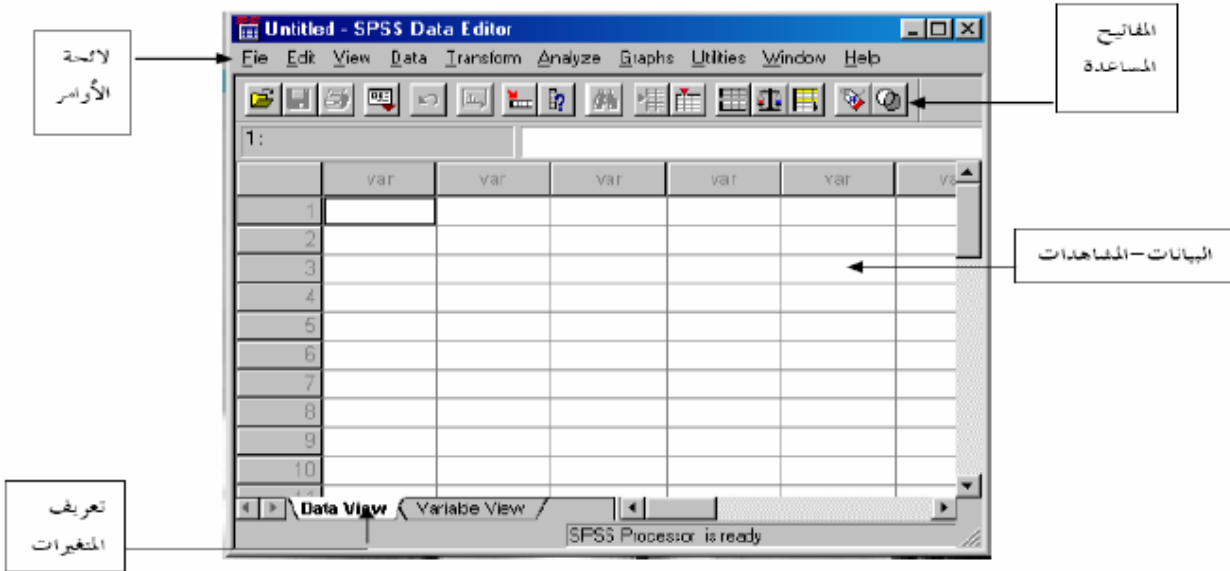 Untitled - SPSS Data Editor
File Edit View Data Transform Analyze Graphs Utilities Window Help
1:
var var var var var va
1
2
3
4
5
6
7
8
9
10
11
Data View Variable View
SPSS Processor is ready
لائحة
الأوامر
المفاتيح
المساعدة
البيانات-المشاهدات
تعريف
المتغيرات